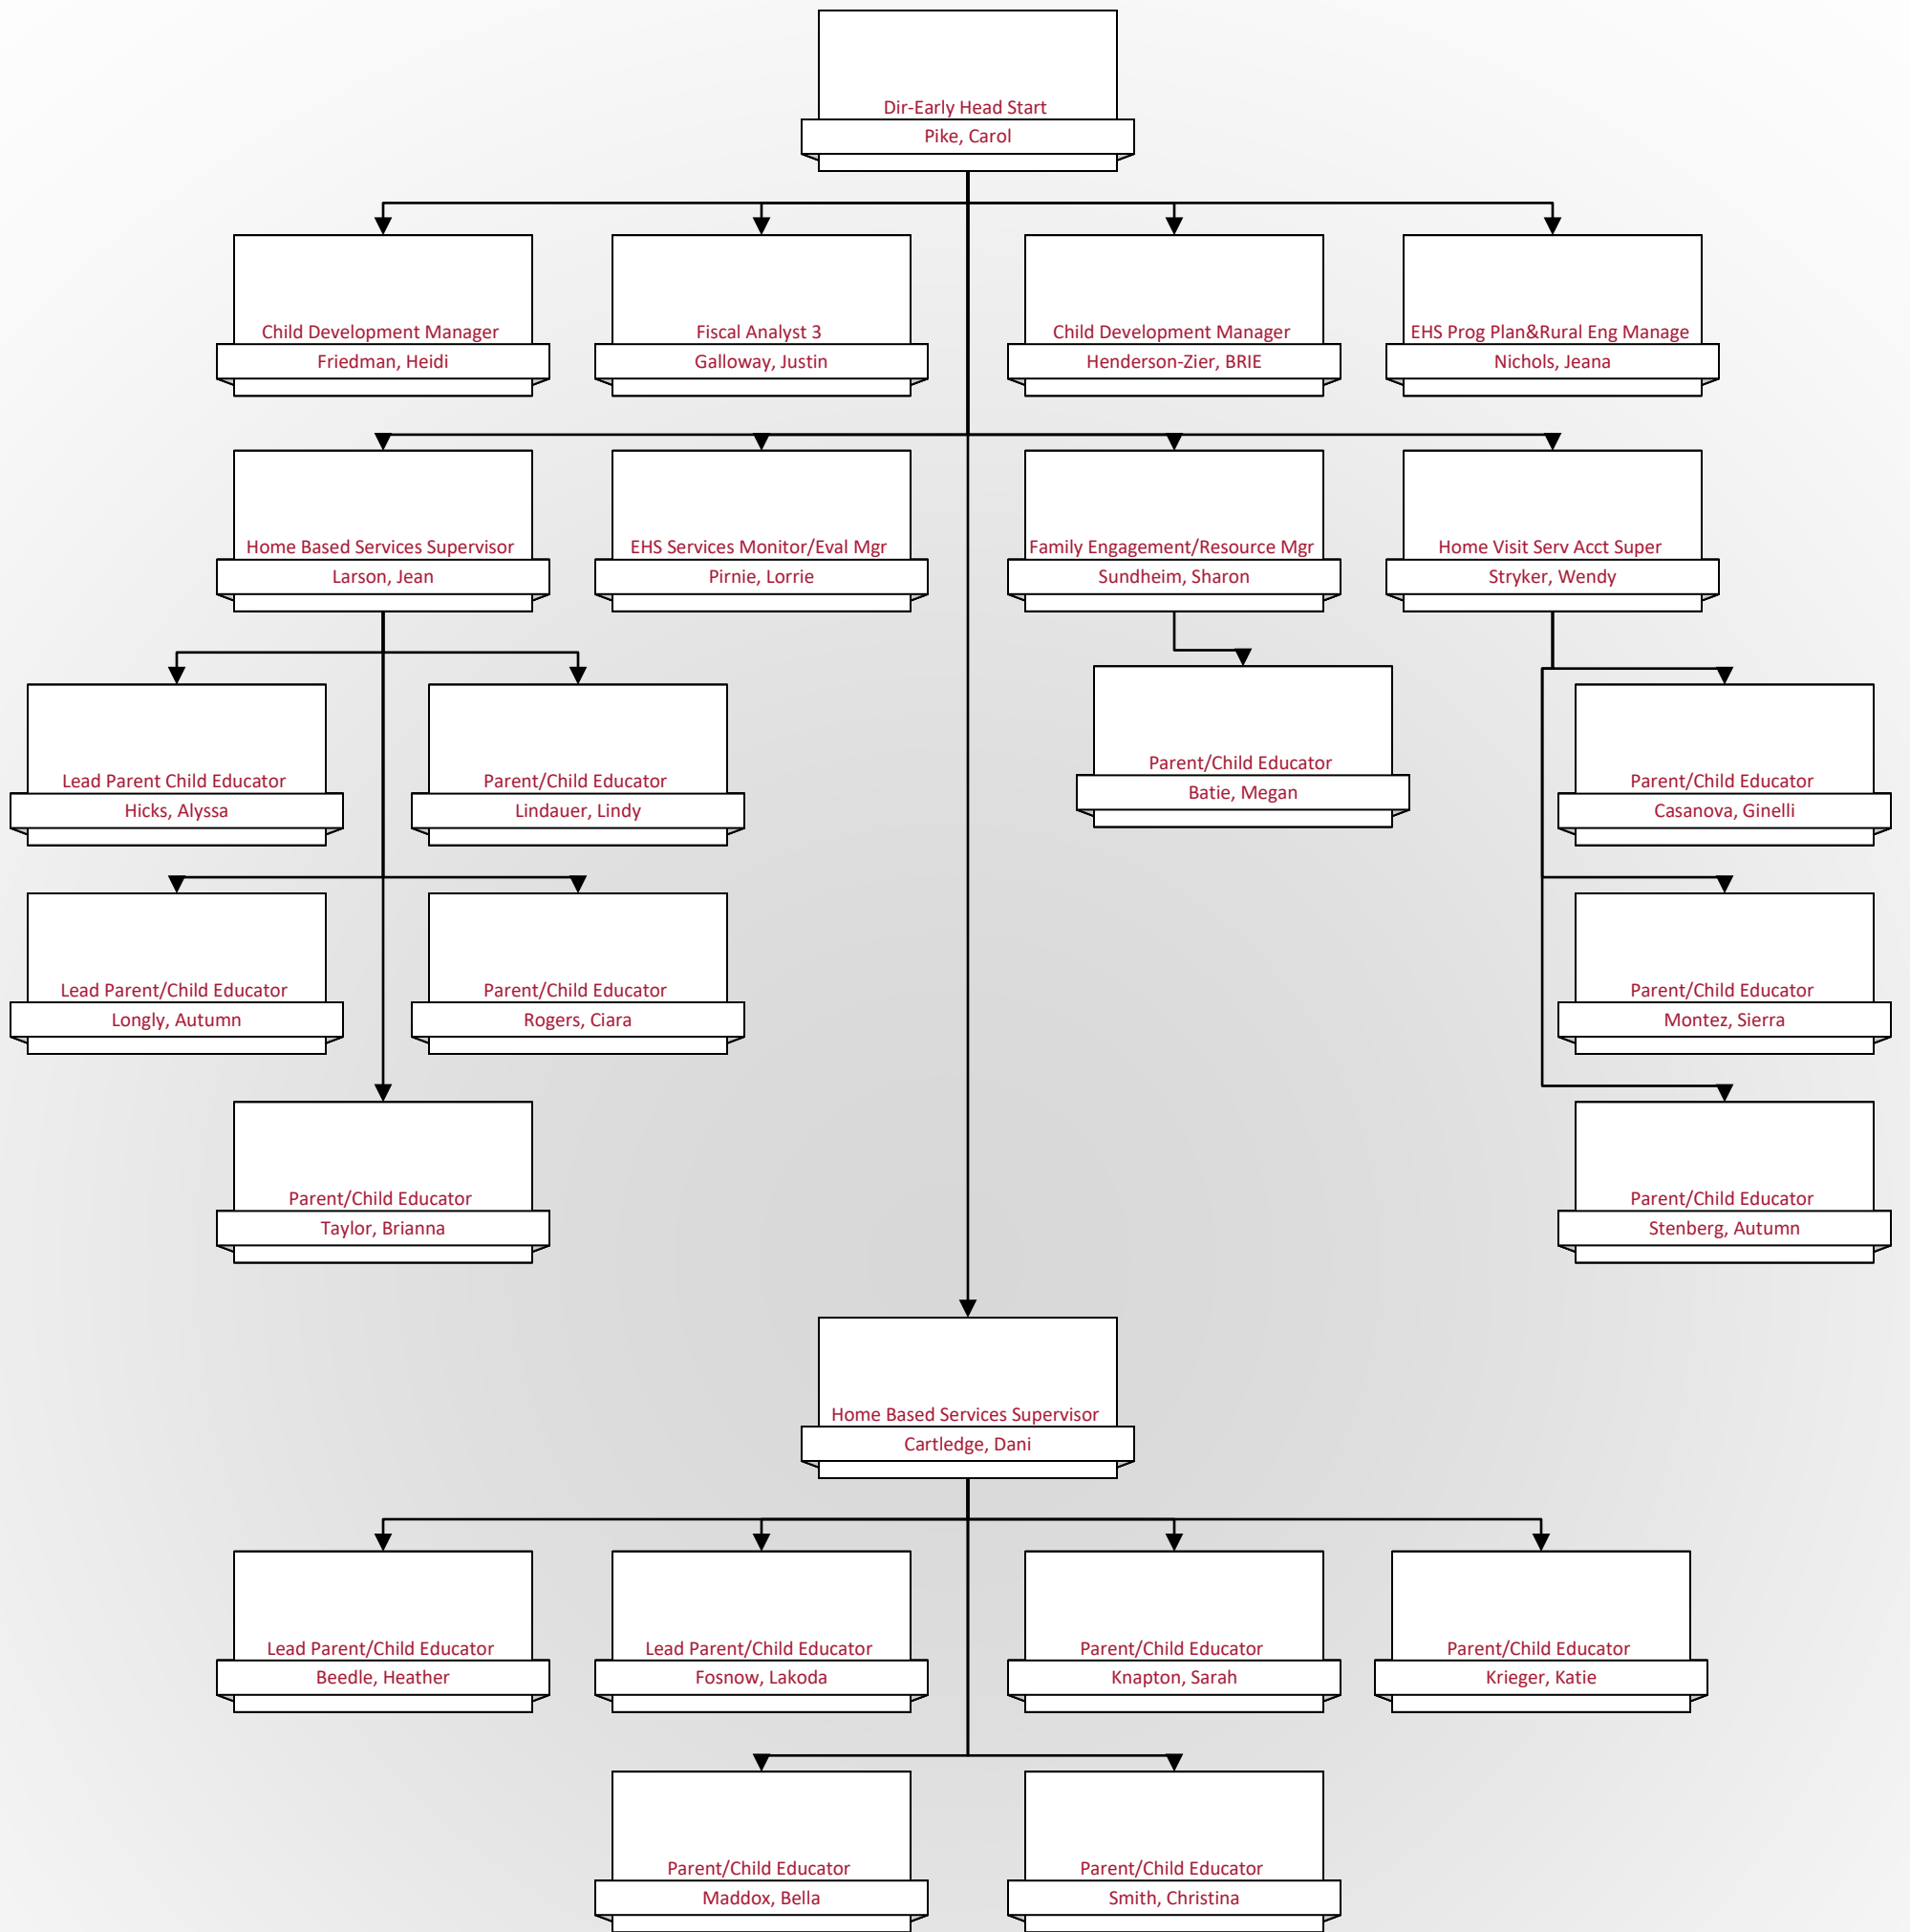 Dir-Early Head Start
Pike, Carol
Child Development Manager
Friedman, Heidi
Fiscal Analyst 3
Galloway, Justin
Child Development Manager
Henderson-Zier, BRIE
EHS Prog Plan&Rural Eng Manage
Nichols, Jeana
Home Based Services Supervisor
Larson, Jean
EHS Services Monitor/Eval Mgr
Pirnie, Lorrie
Family Engagement/Resource Mgr
Sundheim, Sharon
Home Visit Serv Acct Super
Stryker, Wendy
Lead Parent Child Educator
Hicks, Alyssa
Parent/Child Educator
Lindauer, Lindy
Parent/Child Educator
Batie, Megan
Parent/Child Educator
Casanova, Ginelli
Lead Parent/Child Educator
Longly, Autumn
Parent/Child Educator
Rogers, Ciara
Parent/Child Educator
Montez, Sierra
Parent/Child Educator
Taylor, Brianna
Parent/Child Educator
Stenberg, Autumn
Home Based Services Supervisor
Cartledge, Dani
Lead Parent/Child Educator
Beedle, Heather
Lead Parent/Child Educator
Fosnow, Lakoda
Parent/Child Educator
Knapton, Sarah
Parent/Child Educator
Krieger, Katie
Parent/Child Educator
Maddox, Bella
Parent/Child Educator
Smith, Christina